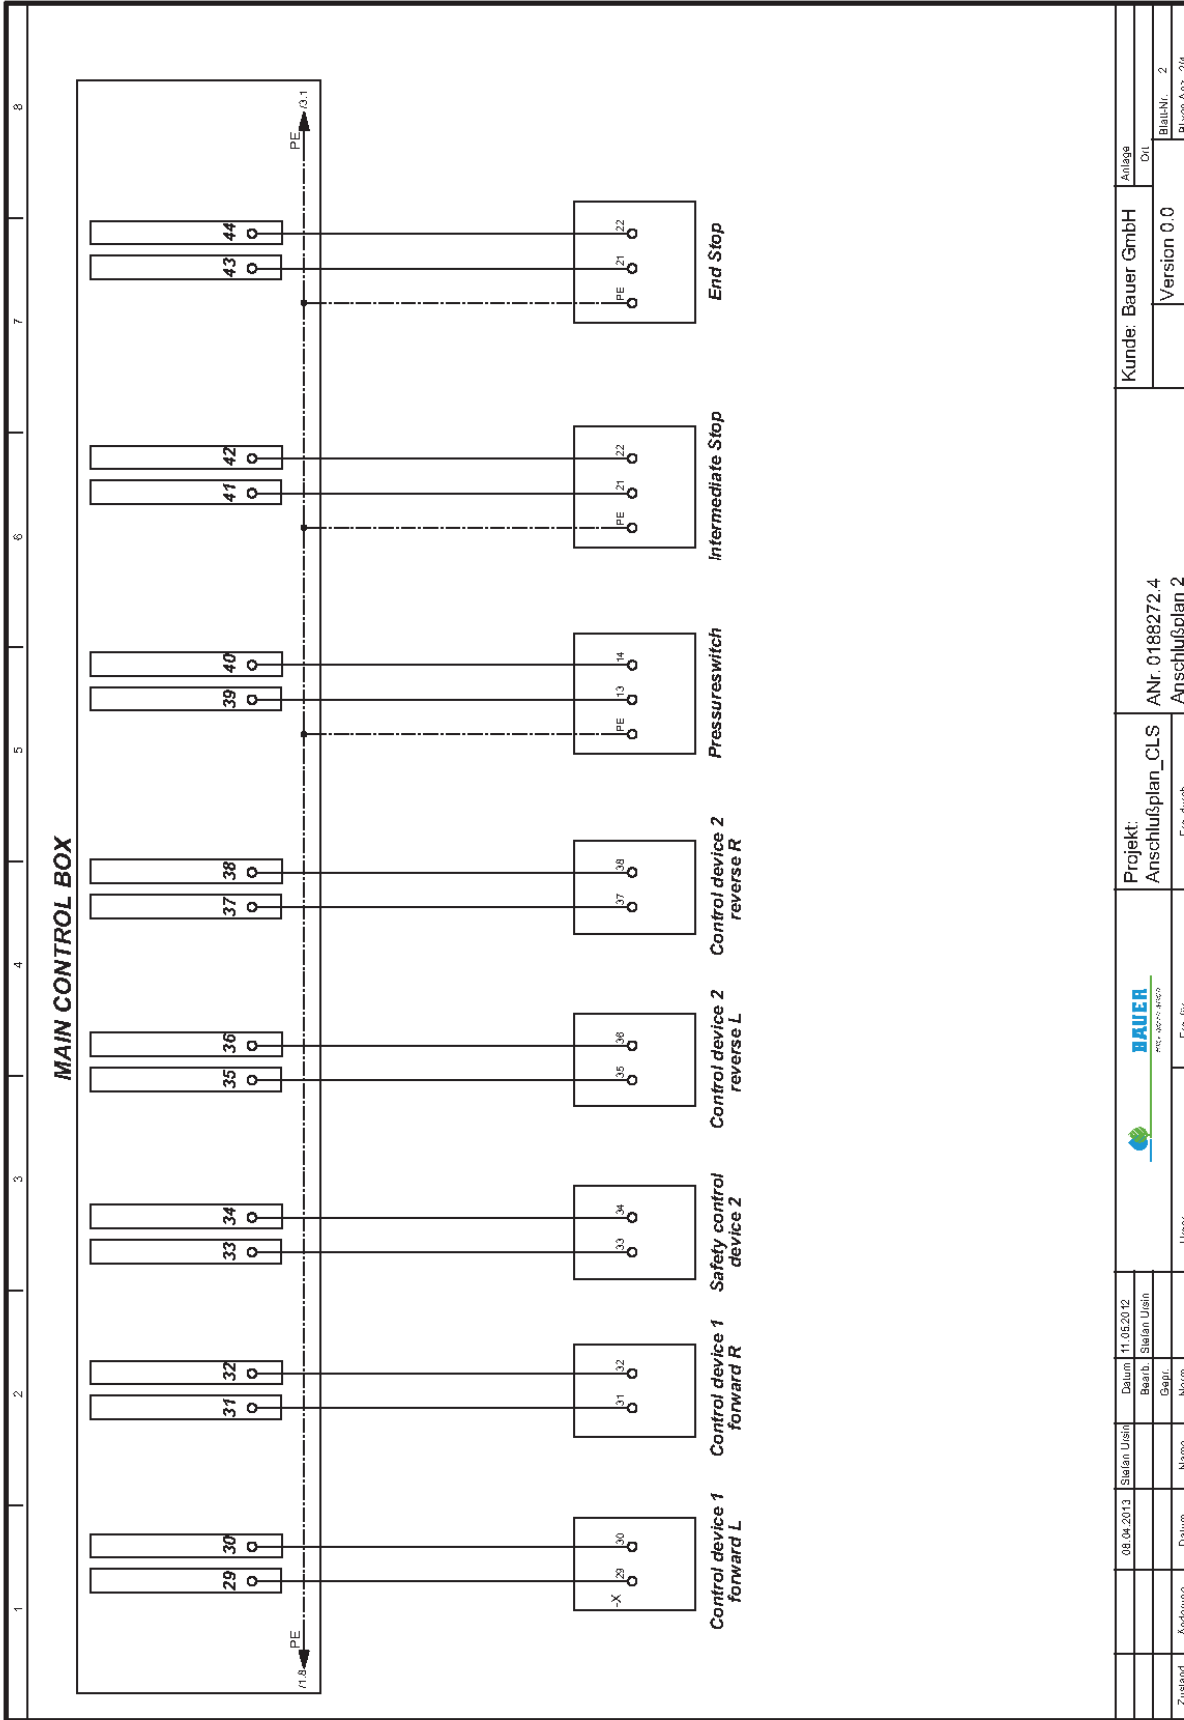 1 2 3 4 5 6 7 8
MAIN CONTROL BOX
29 30 31 32 33 34 35 36 37 38 39 40 41 42 43 44
/1.8 PE
PE /3.1
-X 29 30
31 32
33 34
35 36
37 38
PE 13 14
PE 21 22
PE 21 22
Control device 1
forward L
Control device 1
forward R
Safety control
device 2
Control device 2
reverse L
Control device 2
reverse R
Pressureswitch
Intermediate Stop
End Stop
08.04.2013 Stefan Ursin
Datum 11.05.2012
Bearb. Stefan Ursin
Gepr.
Zustand Änderung Datum Name Norm
BAUER
Projekt:
Anschlußplan_CLS
ANr. 0188272.4
Anschlußplan 2
Kunde: Bauer GmbH
Version 0.0
Anlage
Ort
Blatt-Nr. 2